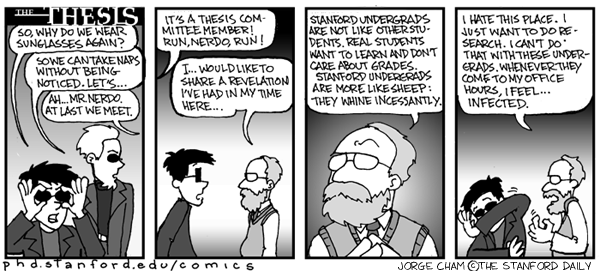 THE THESIS
SO, WHY DO WE WEAR
SUNGLASSES AGAIN?
SO WE CAN TAKE NAPS
WITHOUT BEING
NOTICED. LET'S...
AH... MR. NERDO.
AT LAST WE MEET.
IT'S A THESIS COM-
MITTEE MEMBER!
RUN, NERDO, RUN!
I... WOULD LIKE TO
SHARE A REVELATION
I'VE HAD IN MY TIME
HERE...
STANFORD UNDERGRADS
ARE NOT LIKE OTHER STU-
DENTS. REAL STUDENTS
WANT TO LEARN AND DON'T
CARE ABOUT GRADES.
STANFORD UNDERGRADS
ARE MORE LIKE SHEEP:
THEY WHINE INCESSANTLY.
I HATE THIS PLACE. I
JUST WANT TO DO RE-
SEARCH. I CAN'T DO
THAT WITH THESE UNDER-
GRADS. WHENEVER THEY
COME TO MY OFFICE
HOURS, I FEEL...
INFECTED.
phd.stanford.edu/comics
JORGE CHAM ©THE STANFORD DAILY